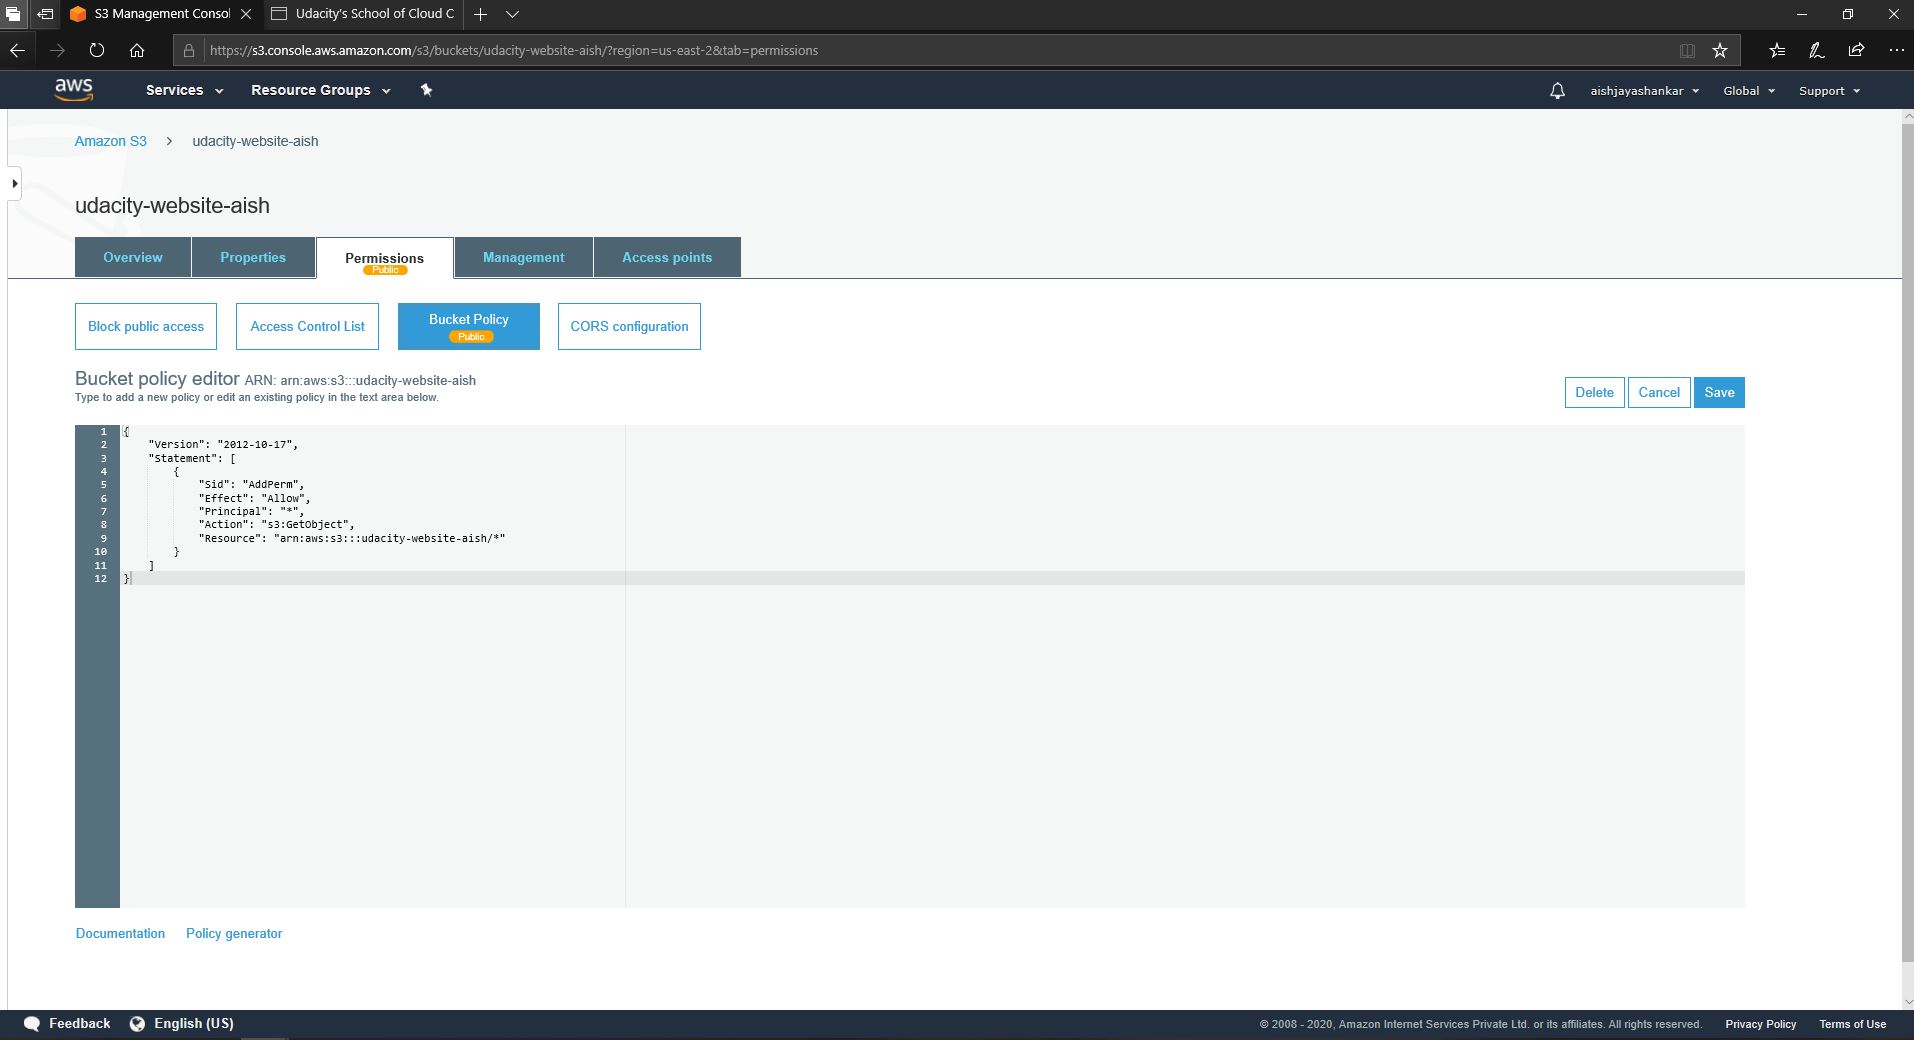 S3 Management Consol
Udacity's School of Cloud C
https://s3.console.aws.amazon.com/s3/buckets/udacity-website-aish/?region=us-east-2&tab=permissions
aws
Services
Resource Groups
aishjayashankar
Global
Support
Amazon S3 > udacity-website-aish
udacity-website-aish
Overview
Properties
Permissions
Public
Management
Access points
Block public access
Access Control List
Bucket Policy
Public
CORS configuration
Bucket policy editor ARN: arn:aws:s3:::udacity-website-aish
Type to add a new policy or edit an existing policy in the text area below.
Delete
Cancel
Save
1 {
2 "Version": "2012-10-17",
3 "Statement": [
4 {
5 "Sid": "AddPerm",
6 "Effect": "Allow",
7 "Principal": "*",
8 "Action": "s3:GetObject",
9 "Resource": "arn:aws:s3:::udacity-website-aish/*"
10 }
11 ]
12 }
Documentation
Policy generator
Feedback
English (US)
© 2008 - 2020, Amazon Internet Services Private Ltd. or its affiliates. All rights reserved.
Privacy Policy
Terms of Use